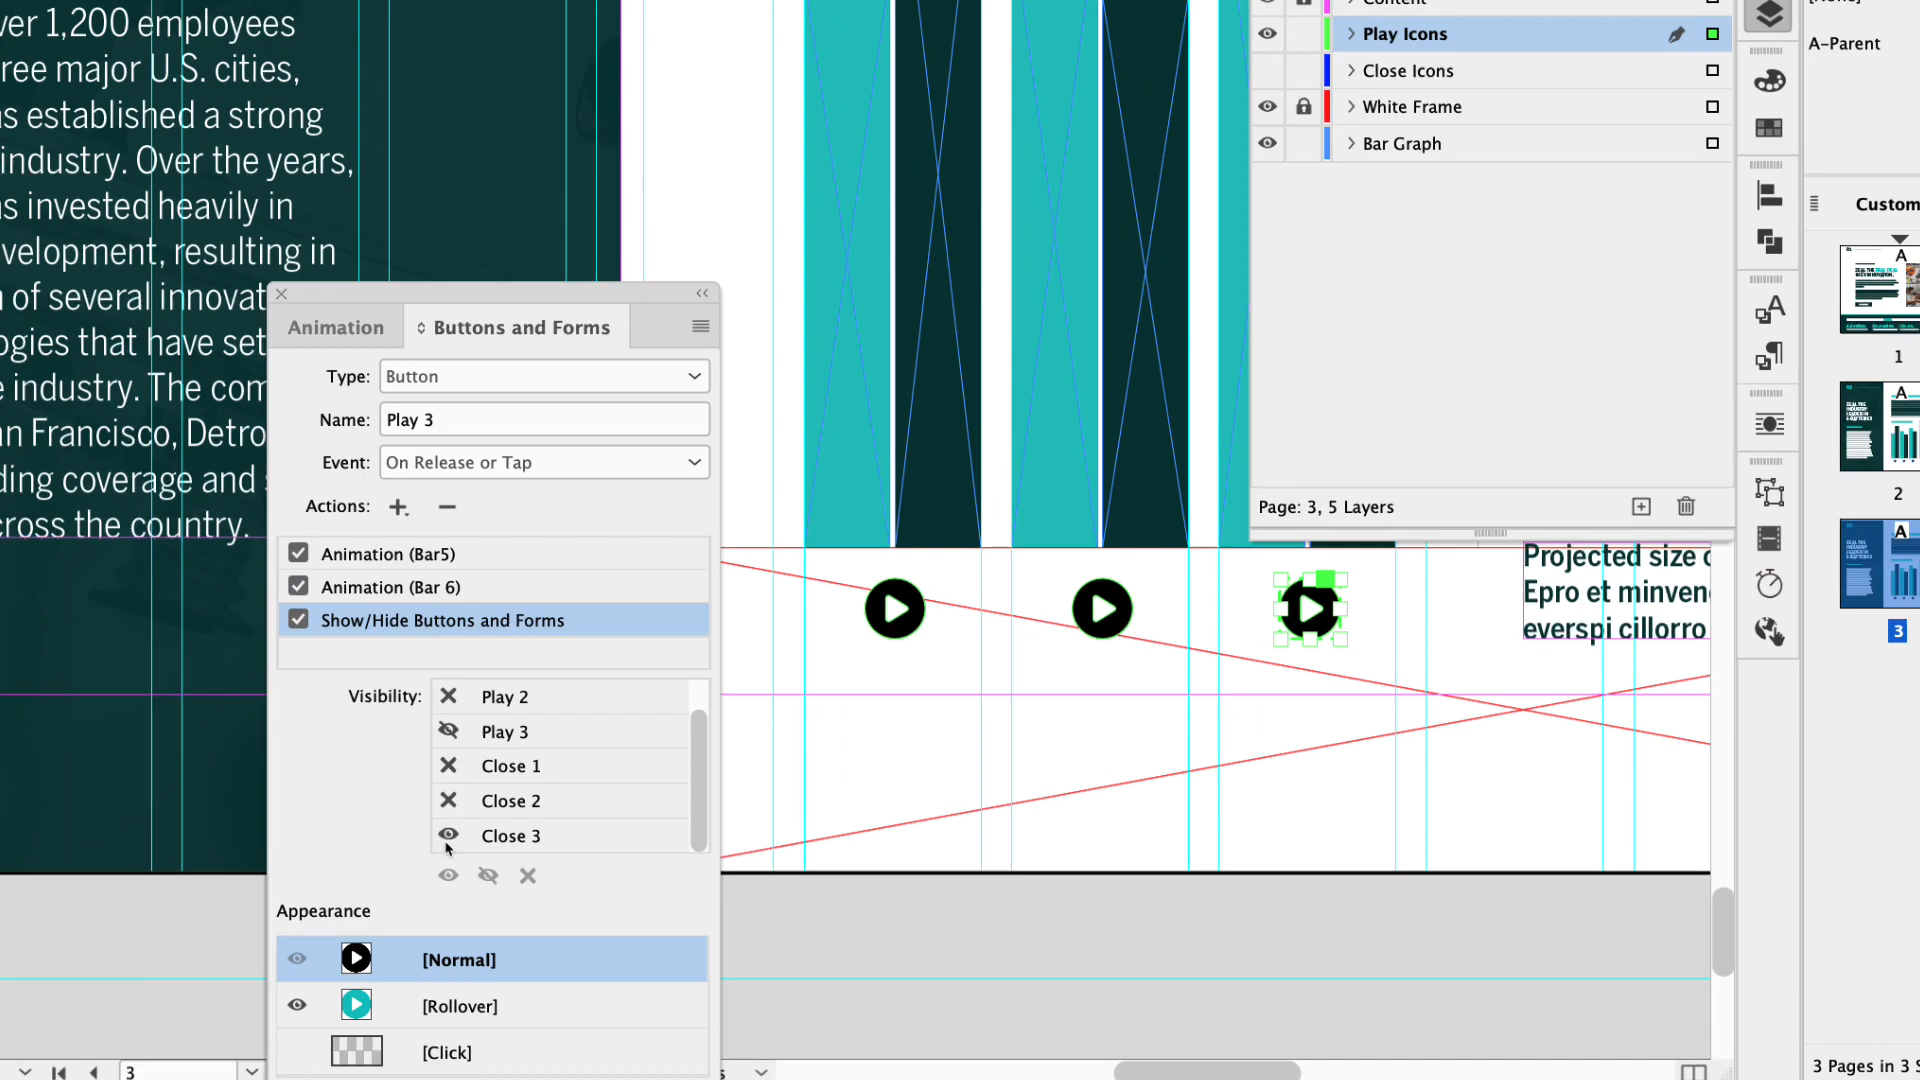 ver 1,200 employees
ree major U.S. cities,
as established a strong
industry. Over the years,
as invested heavily in
velopment, resulting in
of several innovat
ogies that have set
e industry. The com
an Francisco, Detro
ding coverage and
cross the country.
Animation
Buttons and Forms
Type:
Button
Name:
Play 3
Event:
On Release or Tap
Actions:
Animation (Bar5)
Animation (Bar 6)
Show/Hide Buttons and Forms
Visibility:
Play 2
Play 3
Close 1
Close 2
Close 3
Appearance
[Normal]
[Rollover]
[Click]
3
Content
Play Icons
Close Icons
White Frame
Bar Graph
Page: 3, 5 Layers
Projected size
Epro et minven
everspi cillorro
[None]
A-Parent
Custom
A
1
A
2
A
3
3 Pages in 3 S